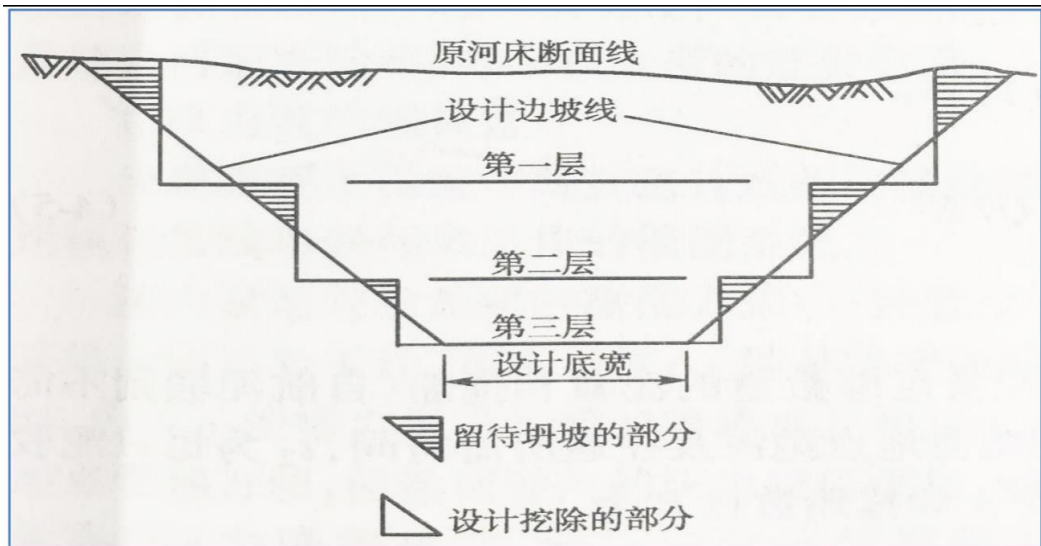 原河床断面线
设计边坡线
第一层
第二层
第三层
设计底宽
留待坍坡的部分
设计挖除的部分